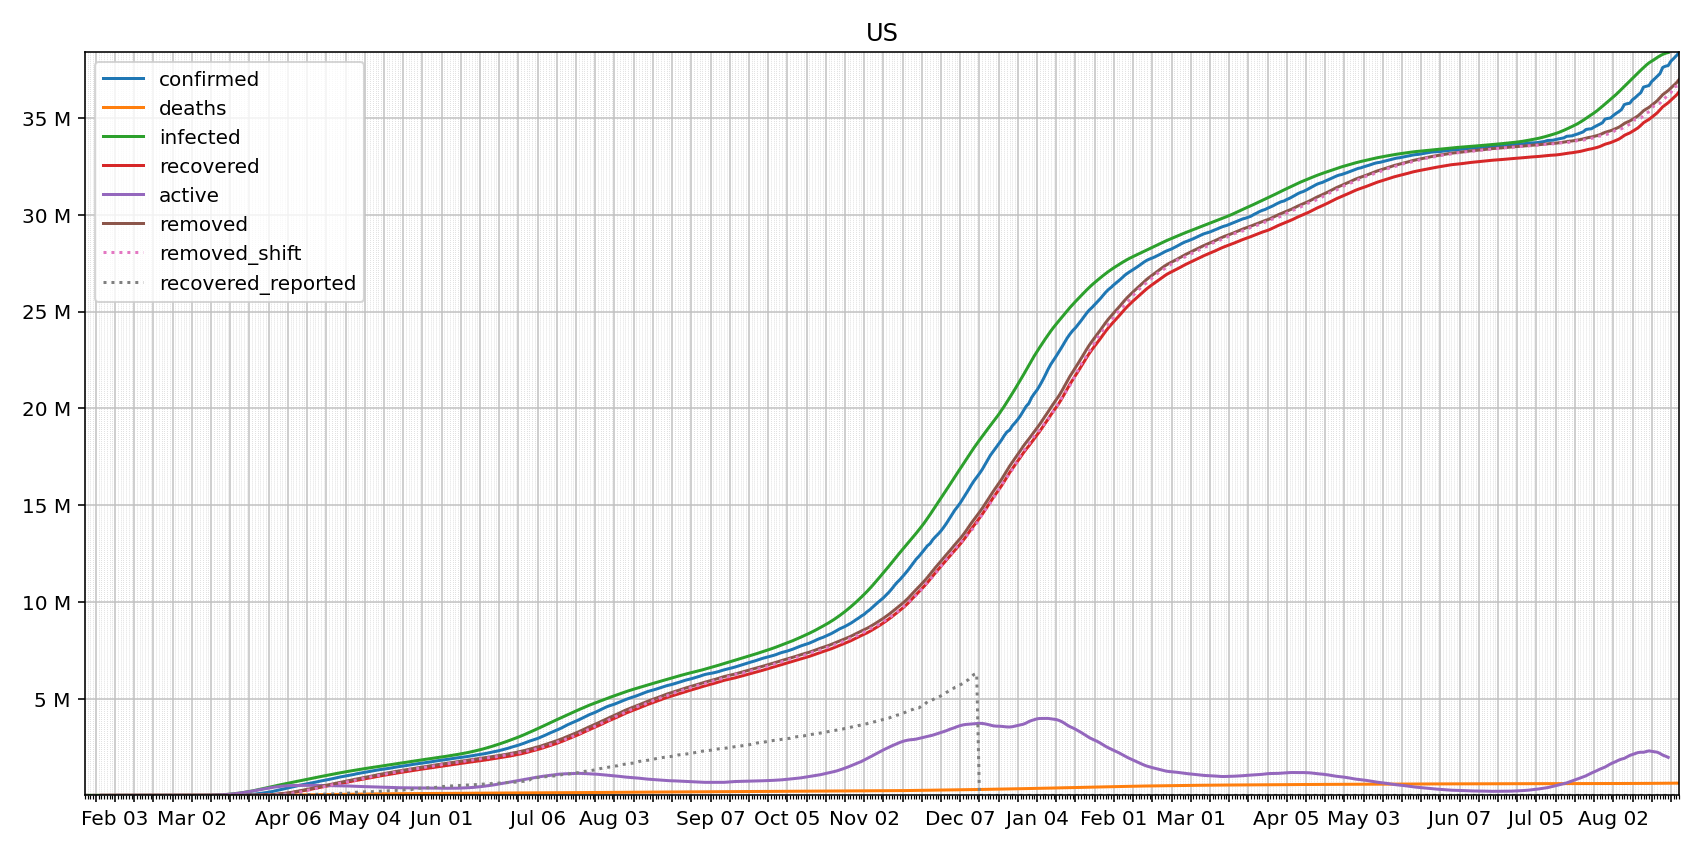 US
confirmed
deaths
infected
recovered
active
removed
removed_shift
recovered_reported
35 M
30 M
25 M
20 M
15 M
10 M
5 M
Feb 03 Mar 02 Apr 06 May 04 Jun 01 Jul 06 Aug 03 Sep 07 Oct 05 Nov 02 Dec 07 Jan 04 Feb 01 Mar 01 Apr 05 May 03 Jun 07 Jul 05 Aug 02